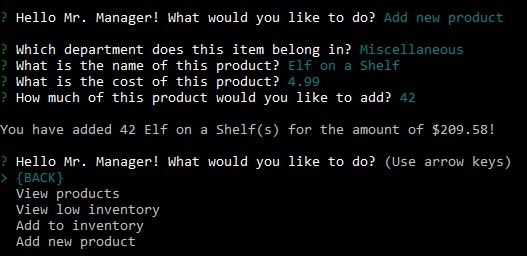 ? Hello Mr. Manager! What would you like to do? Add new product
? Which department does this item belong in? Miscellaneous
? What is the name of this product? Elf on a Shelf
? What is the cost of this product? 4.99
? How much of this product would you like to add? 42
You have added 42 Elf on a Shelf(s) for the amount of $209.58!
? Hello Mr. Manager! What would you like to do? (Use arrow keys)
> {BACK}
View products
View low inventory
Add to inventory
Add new product